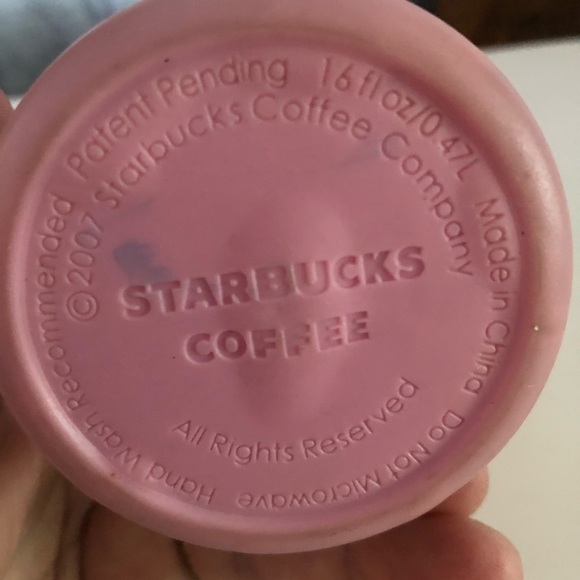 Patent Pending 16 fl oz/0.47L Made in China Do Not Microwave Hand Wash Recommended
©2007 Starbucks Coffee Company
STARBUCKS
COFFEE
All Rights Reserved